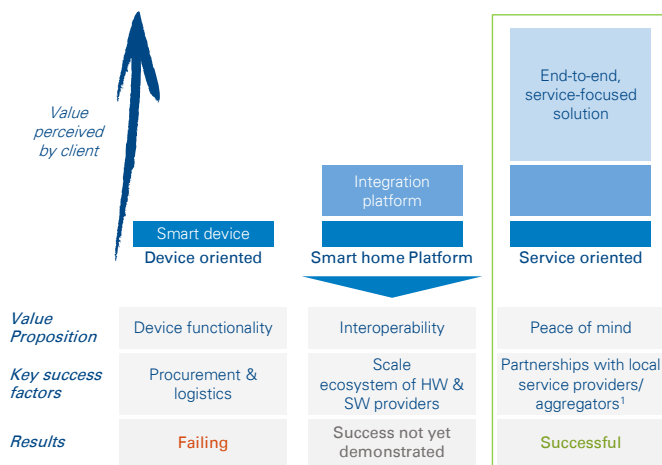 Value
perceived
by client
End-to-end,
service-focused
solution
Integration
platform
Smart device
Device oriented
Smart home Platform
Service oriented
Value
Proposition
Device functionality
Interoperability
Peace of mind
Key success
factors
Procurement &
logistics
Scale
ecosystem of HW &
SW providers
Partnerships with local
service providers/
aggregators¹
Results
Failing
Success not yet
demonstrated
Successful